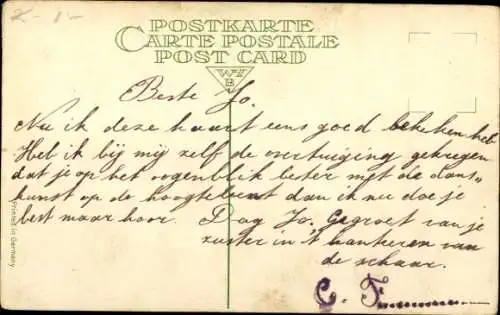 2 - 1 -
POSTKARTE
CARTE POSTALE
POST CARD
W
B
Beste Jo.
Nu ik deze kaart eens goed bekeken heb
Heb ik bij mij zelf de overtuiging gekregen
dat je op het oogenblik beter met de dans
kunst op de hoogte bent dan ik nu doe je
best maar hoor. Dag Jo. Gegroet van je
zuster in 't hanteeren van
de schaar.
C. F
Printed in Germany